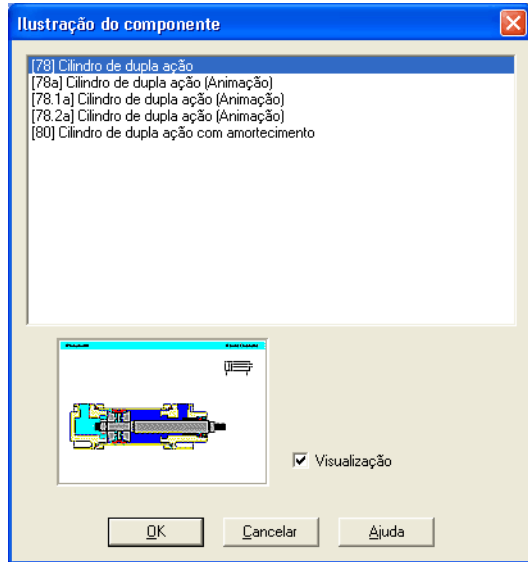 Ilustração do componente
[78] Cilindro de dupla ação
[78a] Cilindro de dupla ação (Animação)
[78.1a] Cilindro de dupla ação (Animação)
[78.2a] Cilindro de dupla ação (Animação)
[80] Cilindro de dupla ação com amortecimento
Visualização
OK Cancelar Ajuda